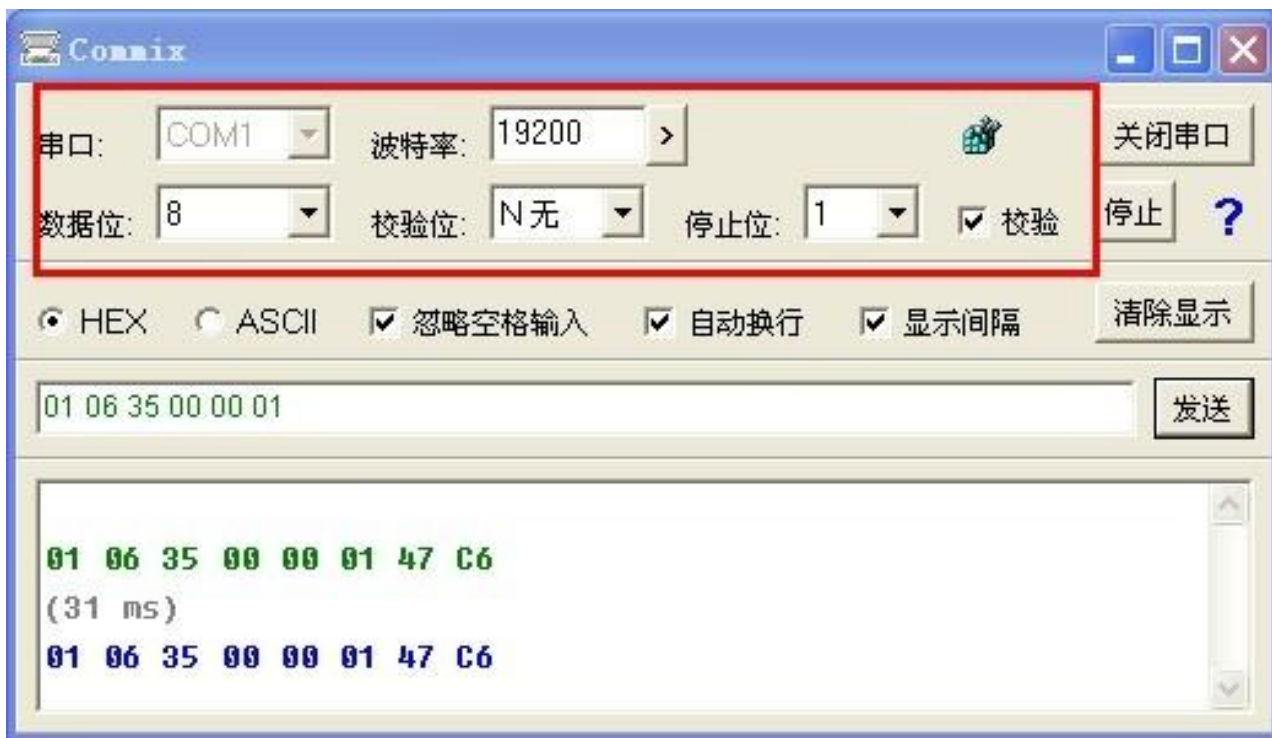 Commix
串口: COM1 波特率: 19200 > 关闭串口
数据位: 8 校验位: N 无 停止位: 1 校验 停止 ?
HEX ASCII 忽略空格输入 自动换行 显示间隔 清除显示
01 06 35 00 00 01 发送
01 06 35 00 00 01 47 C6
(31 ms)
01 06 35 00 00 01 47 C6